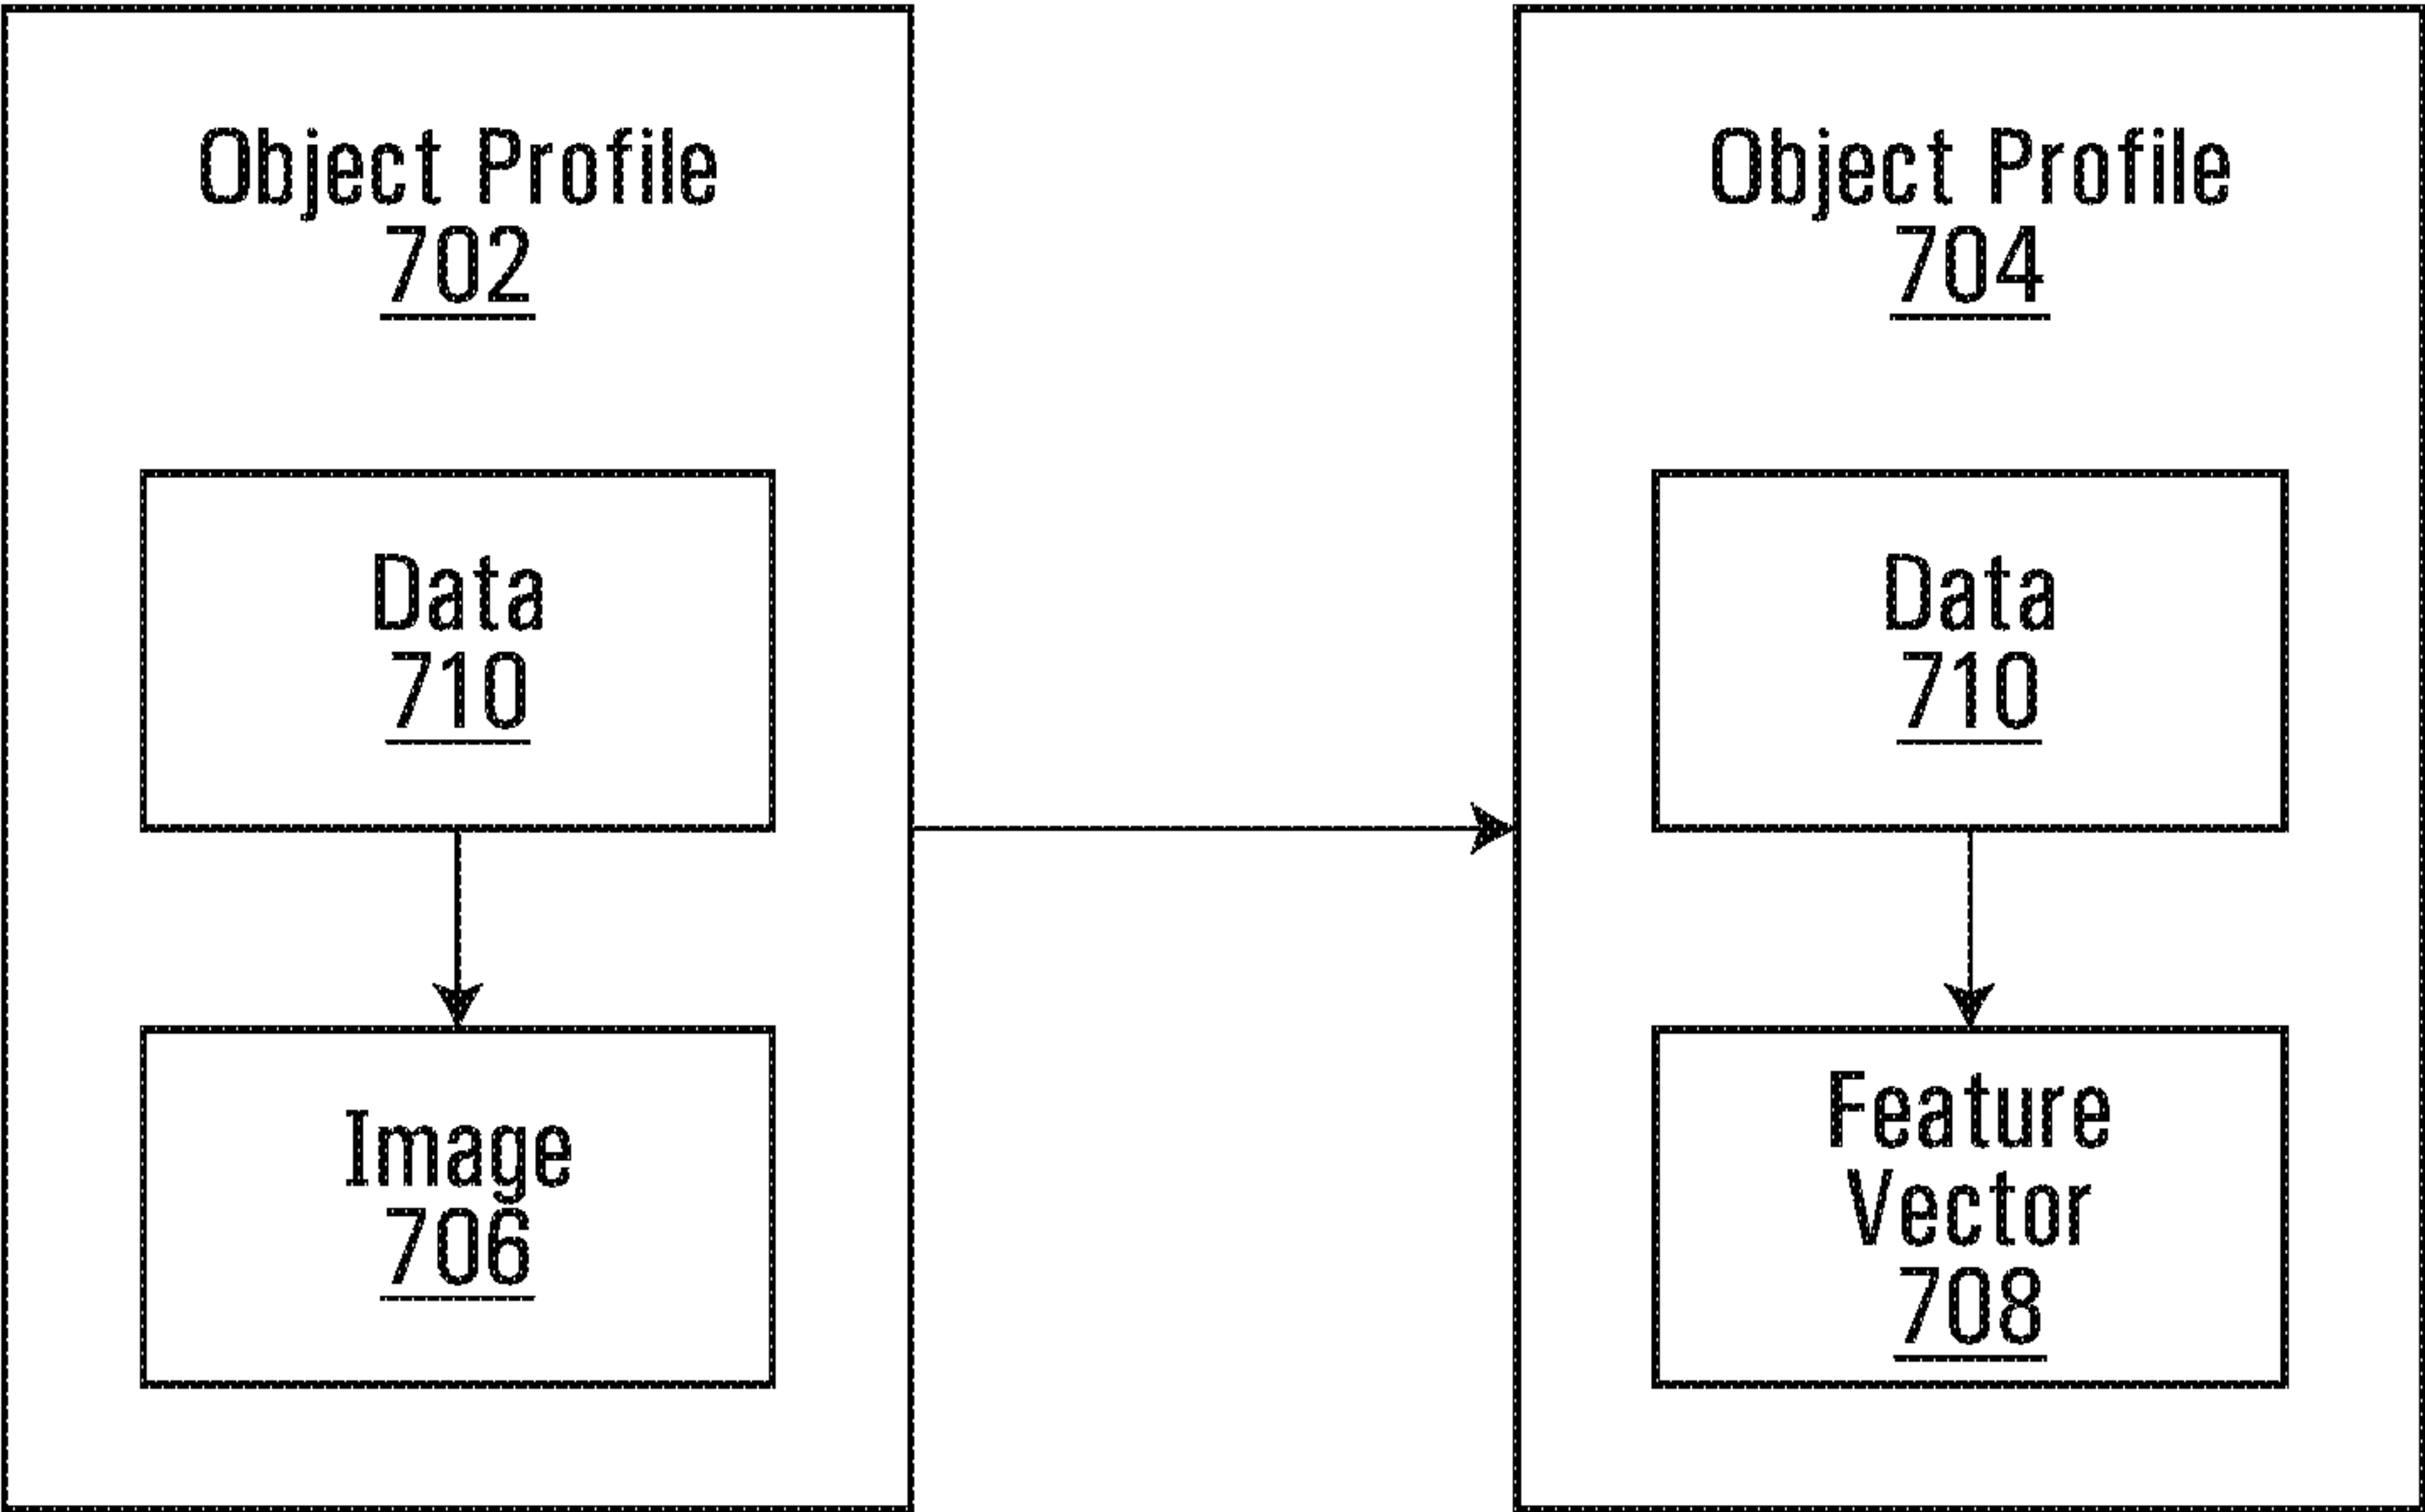 Object Profile
702
Data
710
Image
706
Object Profile
704
Data
710
Feature
Vector
708